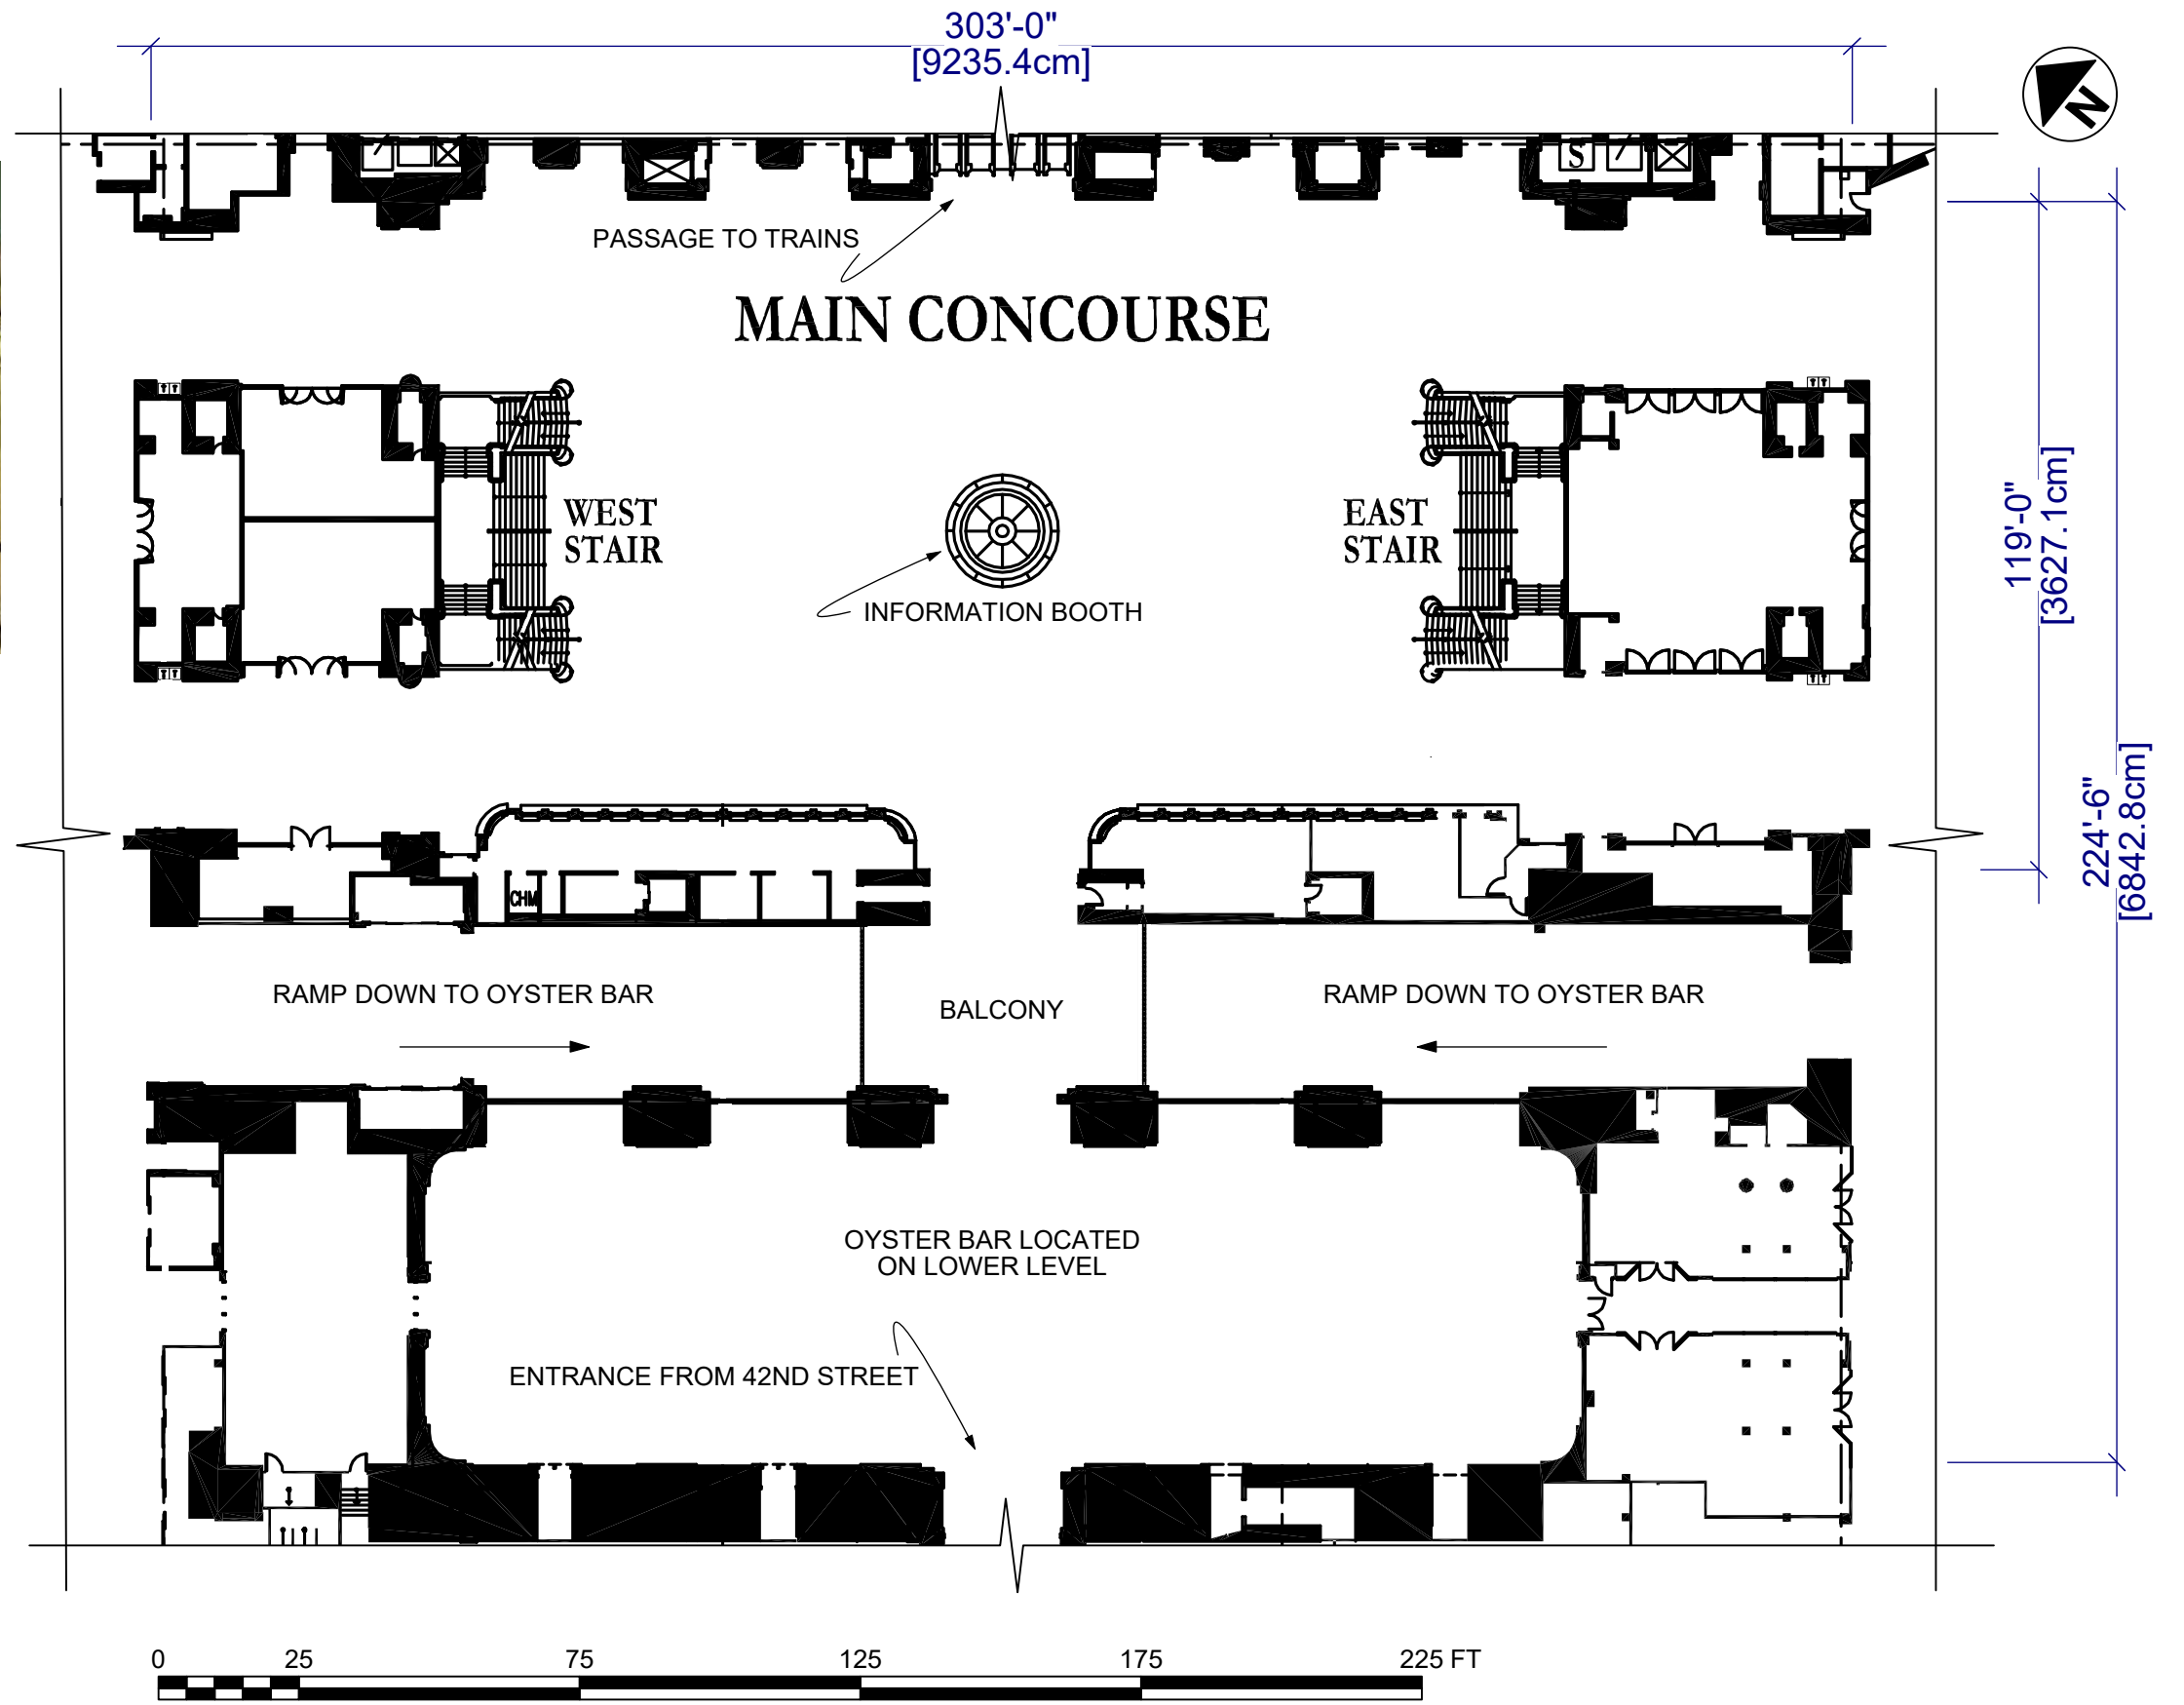 303'-0"
[9235.4cm]
N
S
PASSAGE TO TRAINS
MAIN CONCOURSE
WEST
STAIR
EAST
STAIR
INFORMATION BOOTH
119'-0"
[3627.1cm]
224'-6"
[6842.8cm]
CHM
RAMP DOWN TO OYSTER BAR
BALCONY
RAMP DOWN TO OYSTER BAR
OYSTER BAR LOCATED
ON LOWER LEVEL
ENTRANCE FROM 42ND STREET
0 25 75 125 175 225 FT